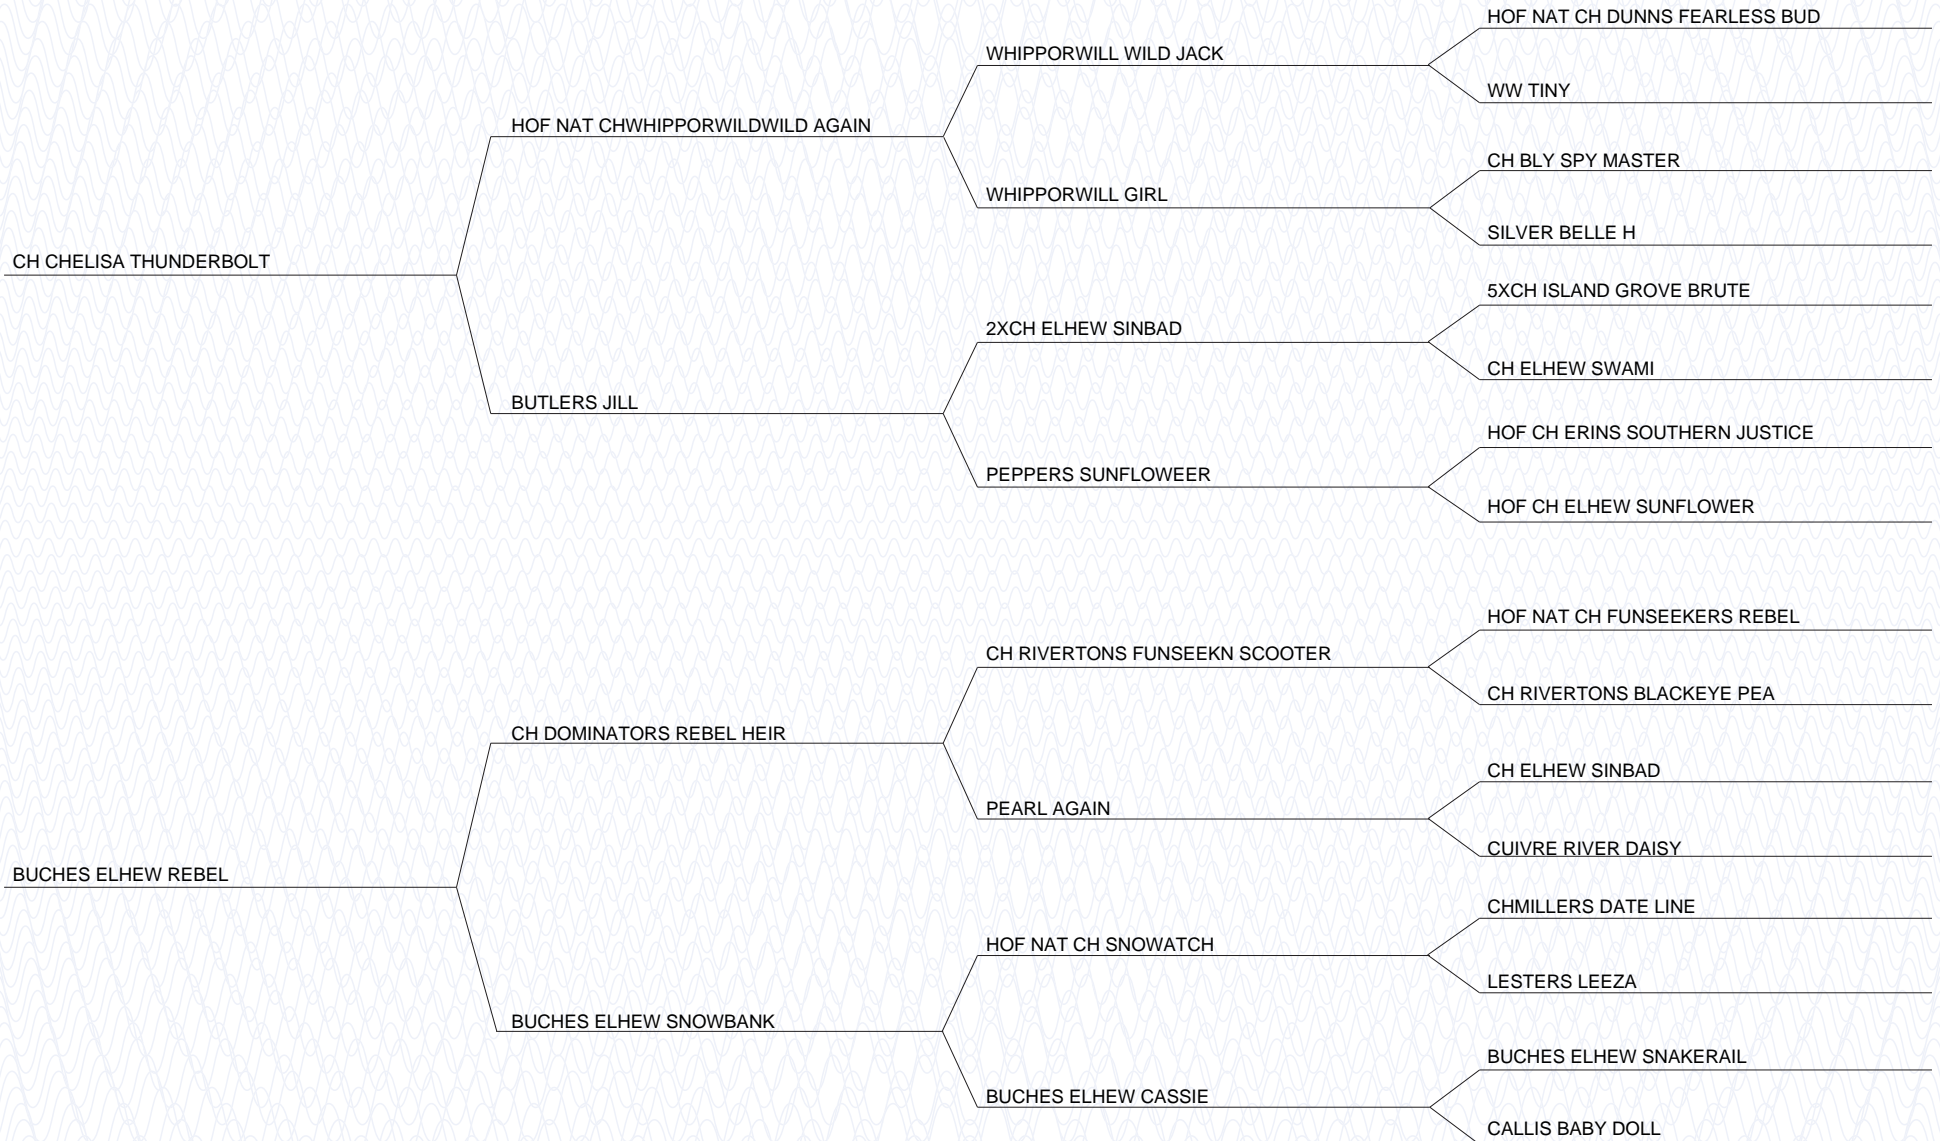 HOF NAT CH DUNNS FEARLESS BUD
WHIPPORWILL WILD JACK
WW TINY
HOF NAT CHWHIPPORWILDWILD AGAIN
CH BLY SPY MASTER
WHIPPORWILL GIRL
SILVER BELLE H
CH CHELISA THUNDERBOLT
5XCH ISLAND GROVE BRUTE
2XCH ELHEW SINBAD
CH ELHEW SWAMI
BUTLERS JILL
HOF CH ERINS SOUTHERN JUSTICE
PEPPERS SUNFLOWEER
HOF CH ELHEW SUNFLOWER
HOF NAT CH FUNSEEKERS REBEL
CH RIVERTONS FUNSEEKN SCOOTER
CH RIVERTONS BLACKEYE PEA
CH DOMINATORS REBEL HEIR
CH ELHEW SINBAD
PEARL AGAIN
CUIVRE RIVER DAISY
BUCHES ELHEW REBEL
CHMILLERS DATE LINE
HOF NAT CH SNOWATCH
LESTERS LEEZA
BUCHES ELHEW SNOWBANK
BUCHES ELHEW SNAKERAIL
BUCHES ELHEW CASSIE
CALLIS BABY DOLL